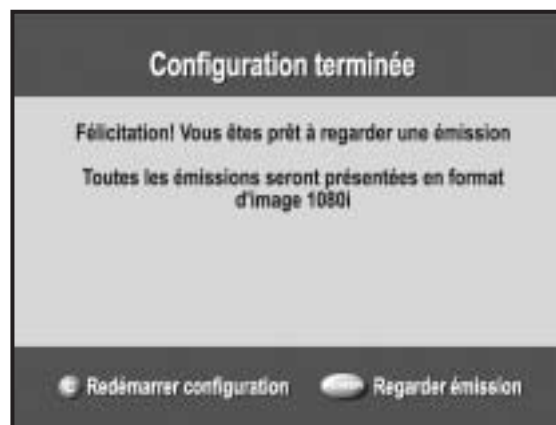 Configuration terminée
Félicitation! Vous êtes prêt à regarder une émission
Toutes les émissions seront présentées en format
d'image 1080i
Redémarrer configuration
Regarder émission